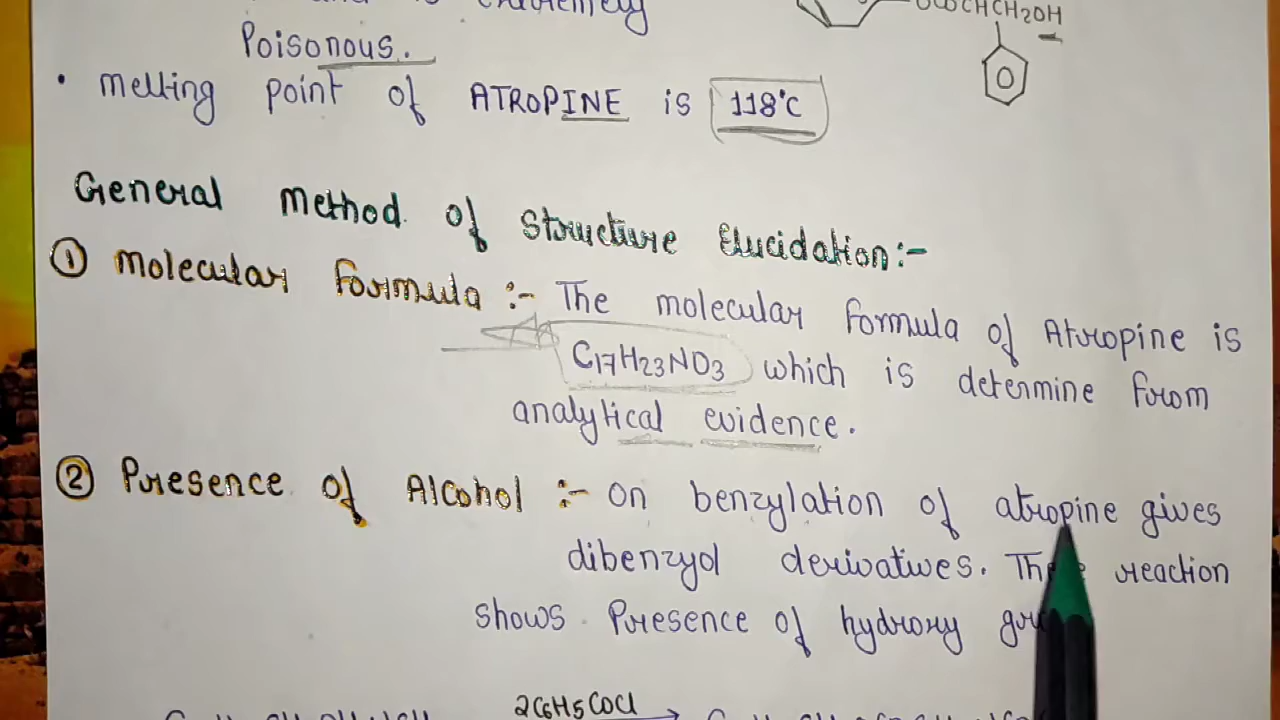 Poisonous.
OCOCHCH2OH
• Melting point of ATROPINE is 118°C
General Method of Structure Elucidation:-
① Molecular Formula :- The molecular formula of Atropine is
C17H23NO3 which is determine from
analytical evidence.
② Presence of Alcohol :- On benzylation of atropine gives
dibenzyol derivatives. reaction
shows Presence of hydroxy
2C6H5COCl